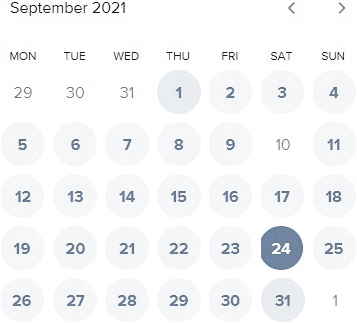 September 2021
MON TUE WED THU FRI SAT SUN
29 30 31 1 2 3 4
5 6 7 8 9 10 11
12 13 14 15 16 17 18
19 20 21 22 23 24 25
26 27 28 29 30 31 1